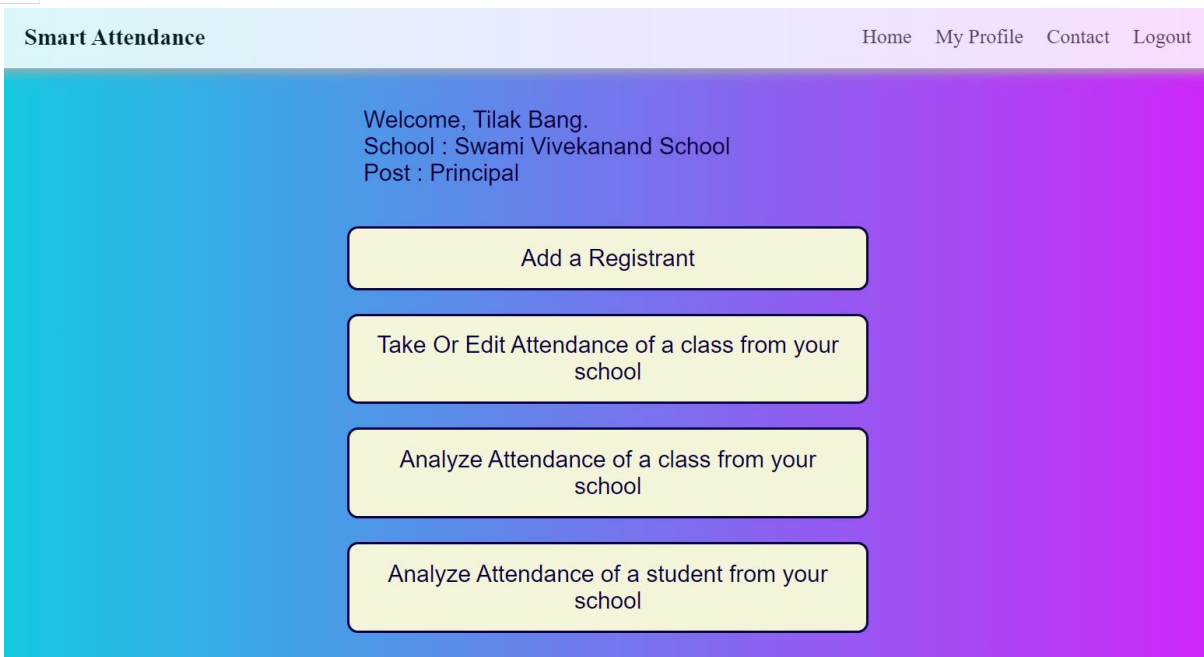 Smart Attendance
Home My Profile Contact Logout
Welcome, Tilak Bang.
School : Swami Vivekanand School
Post : Principal
Add a Registrant
Take Or Edit Attendance of a class from your
school
Analyze Attendance of a class from your
school
Analyze Attendance of a student from your
school